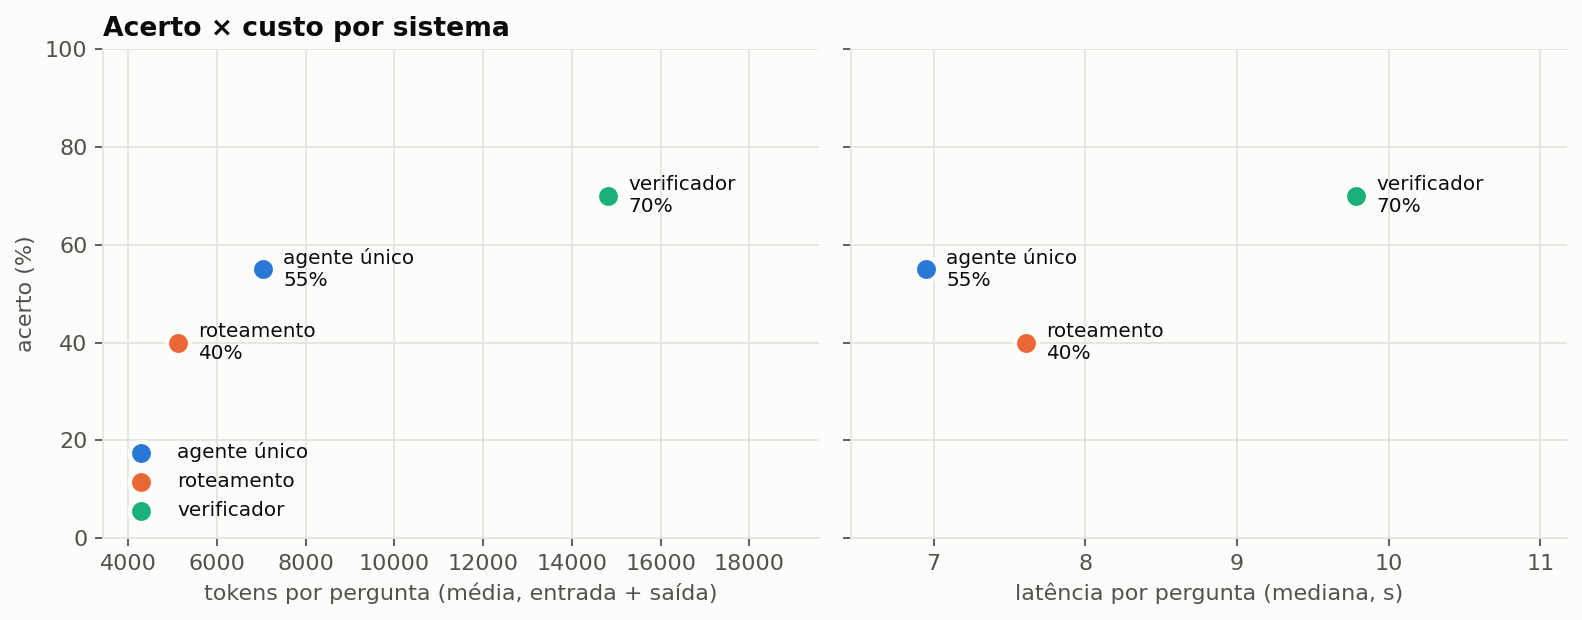 Acerto × custo por sistema
acerto (%)
100
80
60
40
20
0
verificador
70%
agente único
55%
roteamento
40%
agente único
roteamento
verificador
4000 6000 8000 10000 12000 14000 16000 18000
tokens por pergunta (média, entrada + saída)
verificador
70%
agente único
55%
roteamento
40%
7 8 9 10 11
latência por pergunta (mediana, s)